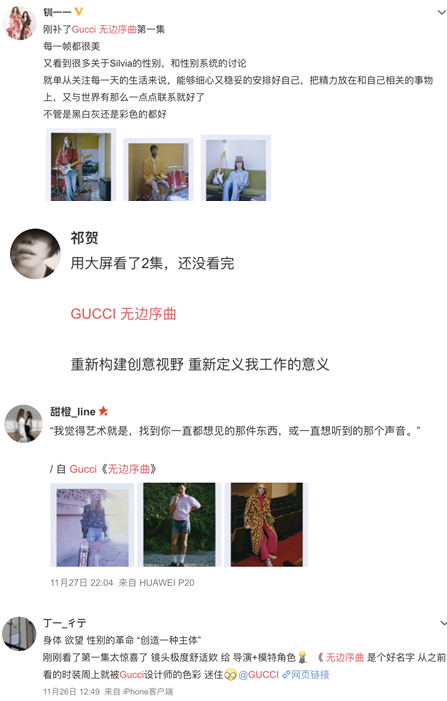 钏一一
刚补了Gucci 无边序曲第一集
每一帧都很美
又看到很多关于Silvia的性别，和性别系统的讨论
就单从关注每一天的生活来说，能够细心又稳妥的安排好自己，把精力放在和自己相关的事物
上，又与世界有那么一点点联系就好了
不管是黑白灰还是彩色的都好
祁贺
用大屏看了2集，还没看完
GUCCI 无边序曲
重新构建创意视野 重新定义我工作的意义
甜橙_line
“我觉得艺术就是，找到你一直都想见的那件东西，或一直想听到的那个声音。”
/ 自 Gucci《无边序曲》
11月27日 22:04 来自 HUAWEI P20
丁一_彳亍
身体 欲望 性别的革命 “创造一种主体”
刚刚看了第一集太惊喜了 镜头极度舒适欸 给 导演+模特角色 《 无边序曲 是个好名字 从之前
看的时装周上就被Gucci设计师的色彩 迷住 @GUCCI 网页链接
11月26日 12:49 来自 iPhone客户端